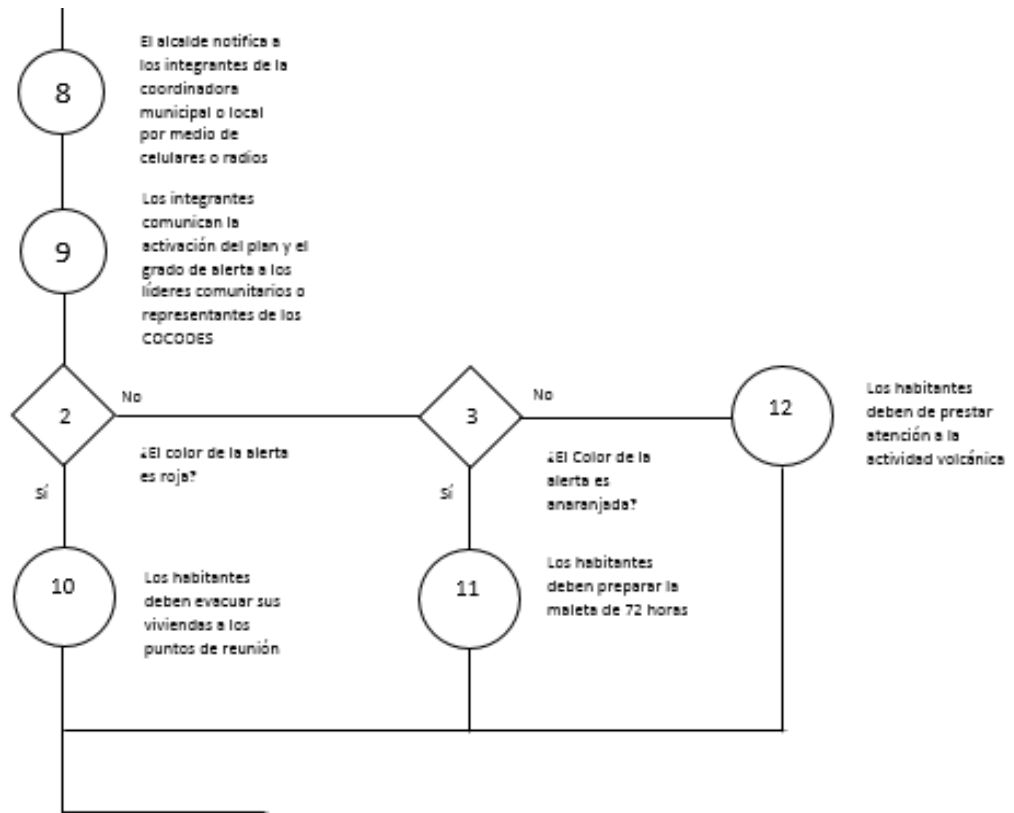 8
El alcalde notifica a
los integrantes de la
coordinadora
municipal o local
por medio de
celulares o radios
9
Los integrantes
comunican la
activación del plan y el
grado de alerta a los
líderes comunitarios o
representantes de los
COCODES
2
No
¿El color de la alerta
es roja?
Sí
3
No
¿El Color de la
alerta es
anaranjada?
Sí
12
Los habitantes
deben de prestar
atención a la
actividad volcánica
10
Los habitantes
deben evacuar sus
viviendas a los
puntos de reunión
11
Los habitantes
deben preparar la
maleta de 72 horas